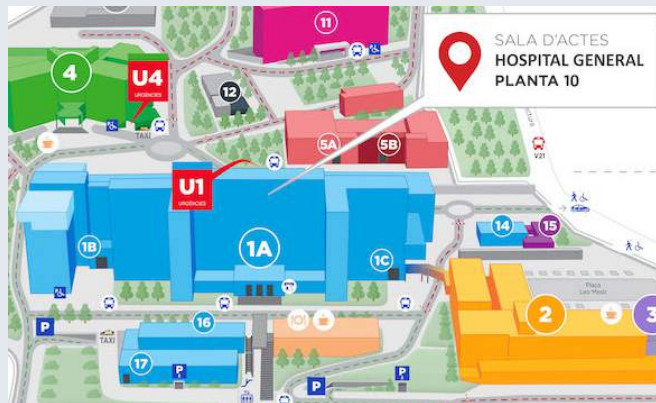 SALA D'ACTES
HOSPITAL GENERAL
PLANTA 10
11
4
U4
URGÈNCIES
TAXI
12
5A
5B
V21
U1
URGÈNCIES
1B
1A
1C
14
15
Plaça
Les Moles
2
3
P
TAXI
16
17
P
P
P